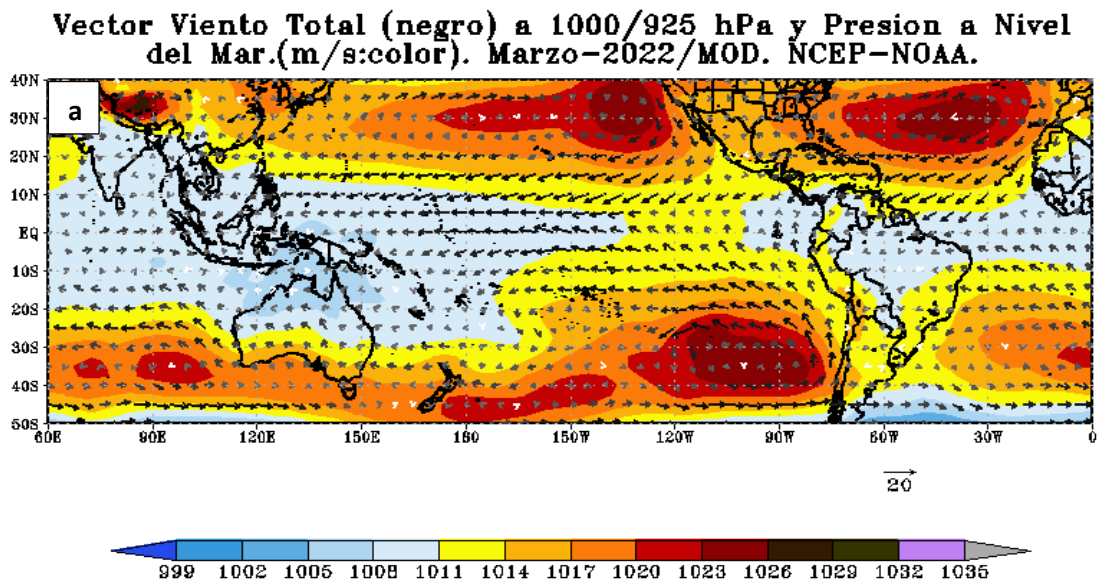 Vector Viento Total (negro) a 1000/925 hPa y Presion a Nivel
del Mar.(m/s:color). Marzo-2022/MOD. NCEP-NOAA.
40N
a
30N
20N
10N
EQ
10S
20S
30S
40S
50S
60E 90E 120E 150E 180 150W 120W 90W 60W 30W 0
20
999 1002 1005 1008 1011 1014 1017 1020 1023 1026 1029 1032 1035